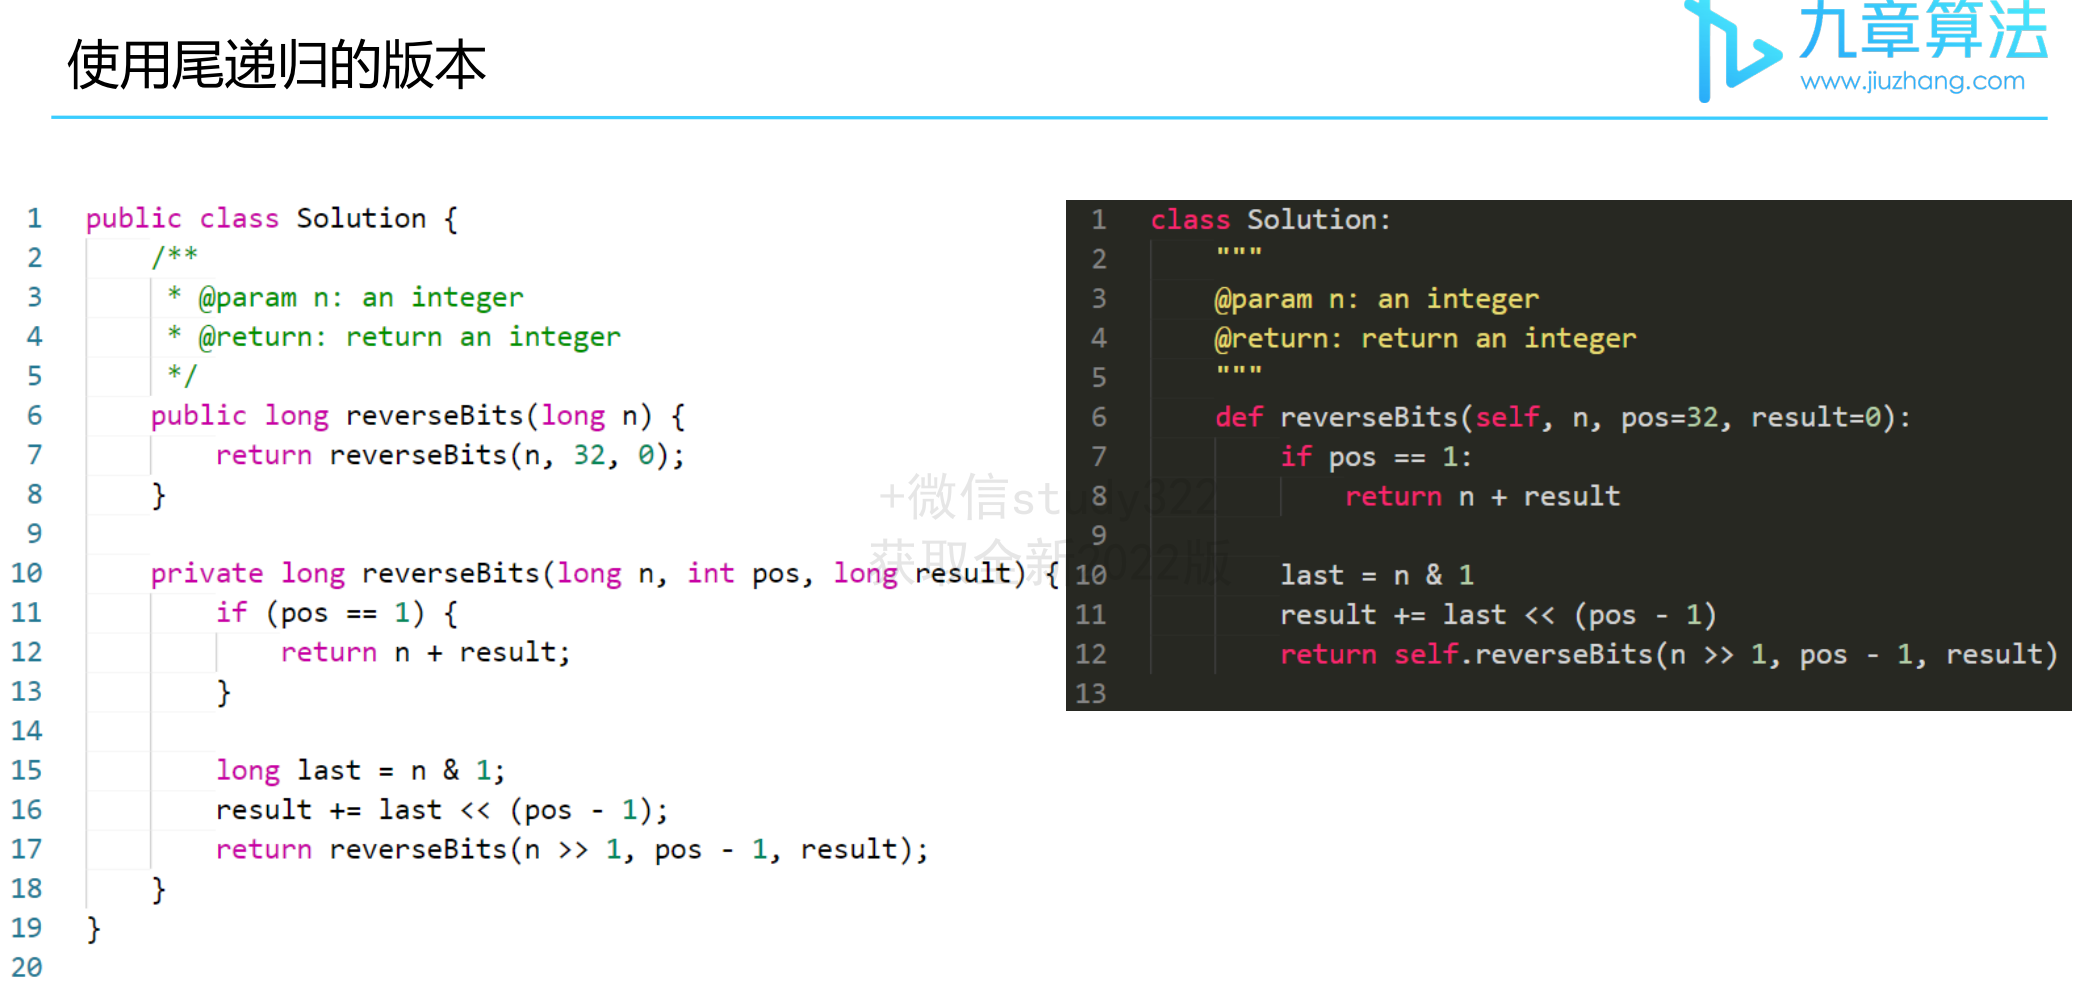 使用尾递归的版本
九章算法
www.jiuzhang.com
1 public class Solution {
2 /**
3 * @param n: an integer
4 * @return: return an integer
5 */
6 public long reverseBits(long n) {
7 return reverseBits(n, 32, 0);
8 }
9
10 private long reverseBits(long n, int pos, long result) {
11 if (pos == 1) {
12 return n + result;
13 }
14
15 long last = n & 1;
16 result += last << (pos - 1);
17 return reverseBits(n >> 1, pos - 1, result);
18 }
19 }
20
1 class Solution:
2 """
3 @param n: an integer
4 @return: return an integer
5 """
6 def reverseBits(self, n, pos=32, result=0):
7 if pos == 1:
8 return n + result
9
10 last = n & 1
11 result += last << (pos - 1)
12 return self.reverseBits(n >> 1, pos - 1, result)
13
+微信study322
获取全新2022版